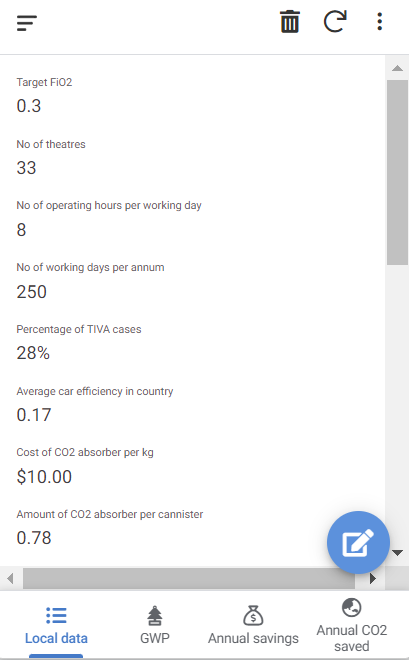 Target FiO2
0.3
No of theatres
33
No of operating hours per working day
8
No of working days per annum
250
Percentage of TIVA cases
28%
Average car efficiency in country
0.17
Cost of CO2 absorber per kg
$10.00
Amount of CO2 absorber per cannister
0.78
Local data
GWP
Annual savings
Annual CO2
saved